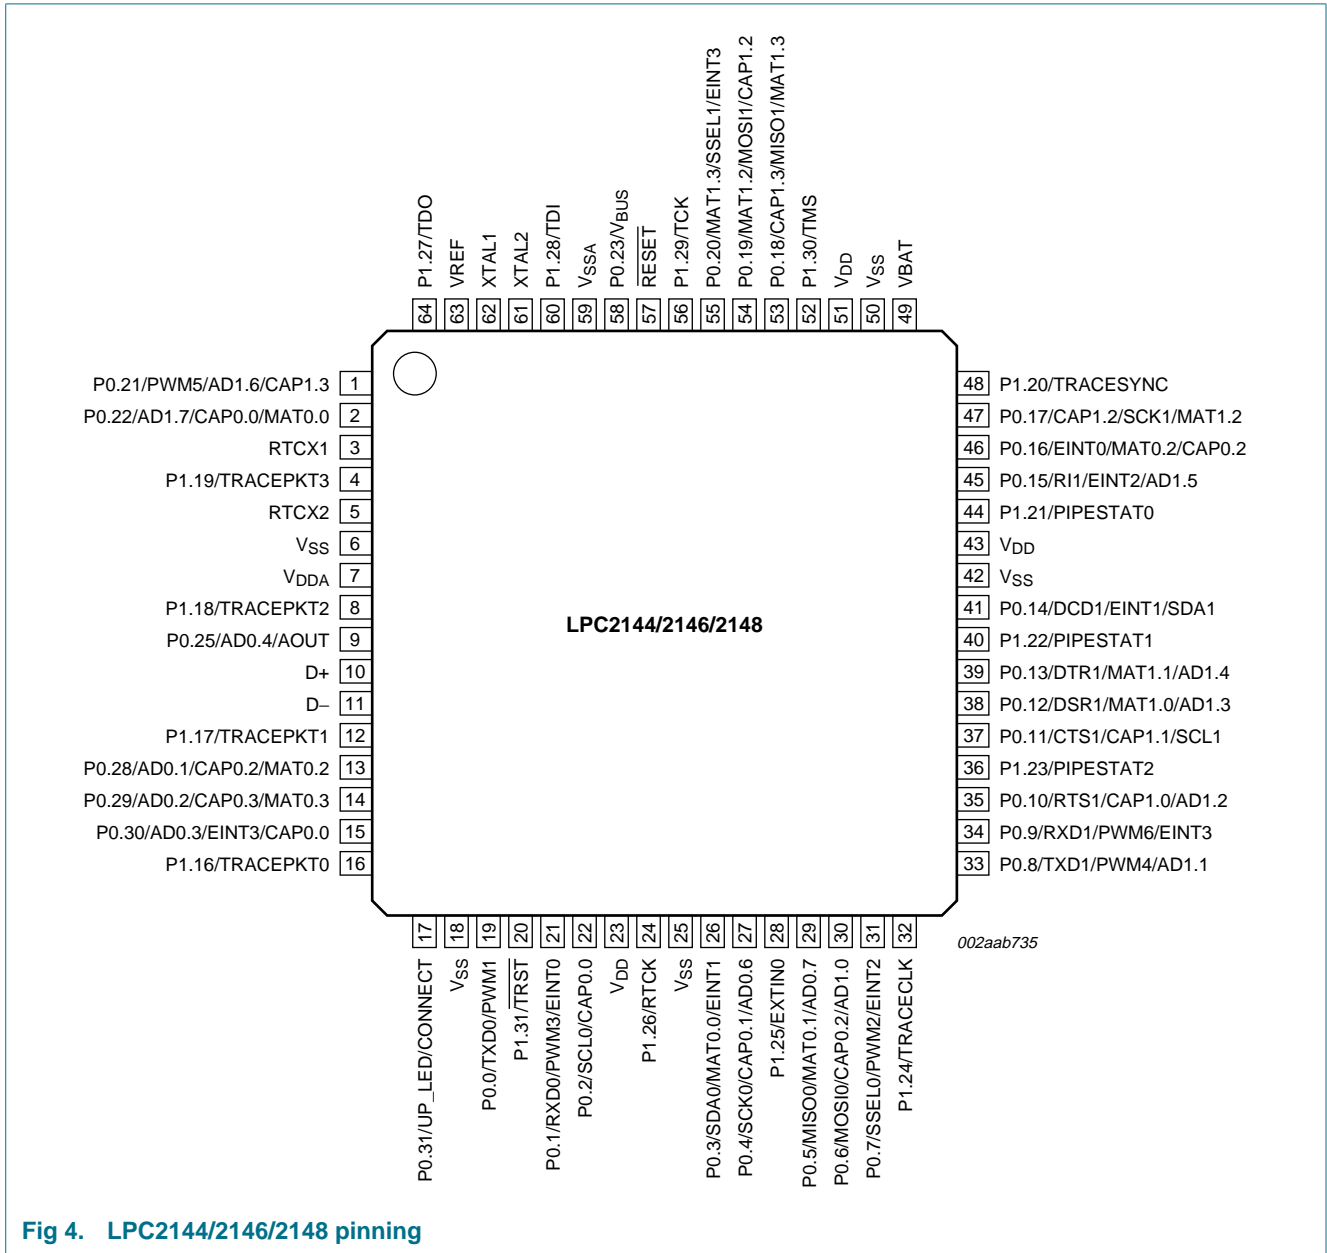 P1.27/TDO
VREF
XTAL1
XTAL2
P1.28/TDI
VSSA
P0.23/VBUS
RESET
P1.29/TCK
P0.20/MAT1.3/SSEL1/EINT3
P0.19/MAT1.2/MOSI1/CAP1.2
P0.18/CAP1.3/MISO1/MAT1.3
P1.30/TMS
VDD
VSS
VBAT
64 63 62 61 60 59 58 57 56 55 54 53 52 51 50 49
P0.21/PWM5/AD1.6/CAP1.3 1
P0.22/AD1.7/CAP0.0/MAT0.0 2
RTCX1 3
P1.19/TRACEPKT3 4
RTCX2 5
VSS 6
VDDA 7
P1.18/TRACEPKT2 8
P0.25/AD0.4/AOUT 9
D+ 10
D− 11
P1.17/TRACEPKT1 12
P0.28/AD0.1/CAP0.2/MAT0.2 13
P0.29/AD0.2/CAP0.3/MAT0.3 14
P0.30/AD0.3/EINT3/CAP0.0 15
P1.16/TRACEPKT0 16
LPC2144/2146/2148
48 P1.20/TRACESYNC
47 P0.17/CAP1.2/SCK1/MAT1.2
46 P0.16/EINT0/MAT0.2/CAP0.2
45 P0.15/RI1/EINT2/AD1.5
44 P1.21/PIPESTAT0
43 VDD
42 VSS
41 P0.14/DCD1/EINT1/SDA1
40 P1.22/PIPESTAT1
39 P0.13/DTR1/MAT1.1/AD1.4
38 P0.12/DSR1/MAT1.0/AD1.3
37 P0.11/CTS1/CAP1.1/SCL1
36 P1.23/PIPESTAT2
35 P0.10/RTS1/CAP1.0/AD1.2
34 P0.9/RXD1/PWM6/EINT3
33 P0.8/TXD1/PWM4/AD1.1
17 18 19 20 21 22 23 24 25 26 27 28 29 30 31 32
P0.31/UP_LED/CONNECT
VSS
P0.0/TXD0/PWM1
P1.31/TRST
P0.1/RXD0/PWM3/EINT0
P0.2/SCL0/CAP0.0
VDD
P1.26/RTCK
VSS
P0.3/SDA0/MAT0.0/EINT1
P0.4/SCK0/CAP0.1/AD0.6
P1.25/EXTIN0
P0.5/MISO0/MAT0.1/AD0.7
P0.6/MOSI0/CAP0.2/AD1.0
P0.7/SSEL0/PWM2/EINT2
P1.24/TRACECLK
002aab735
Fig 4. LPC2144/2146/2148 pinning